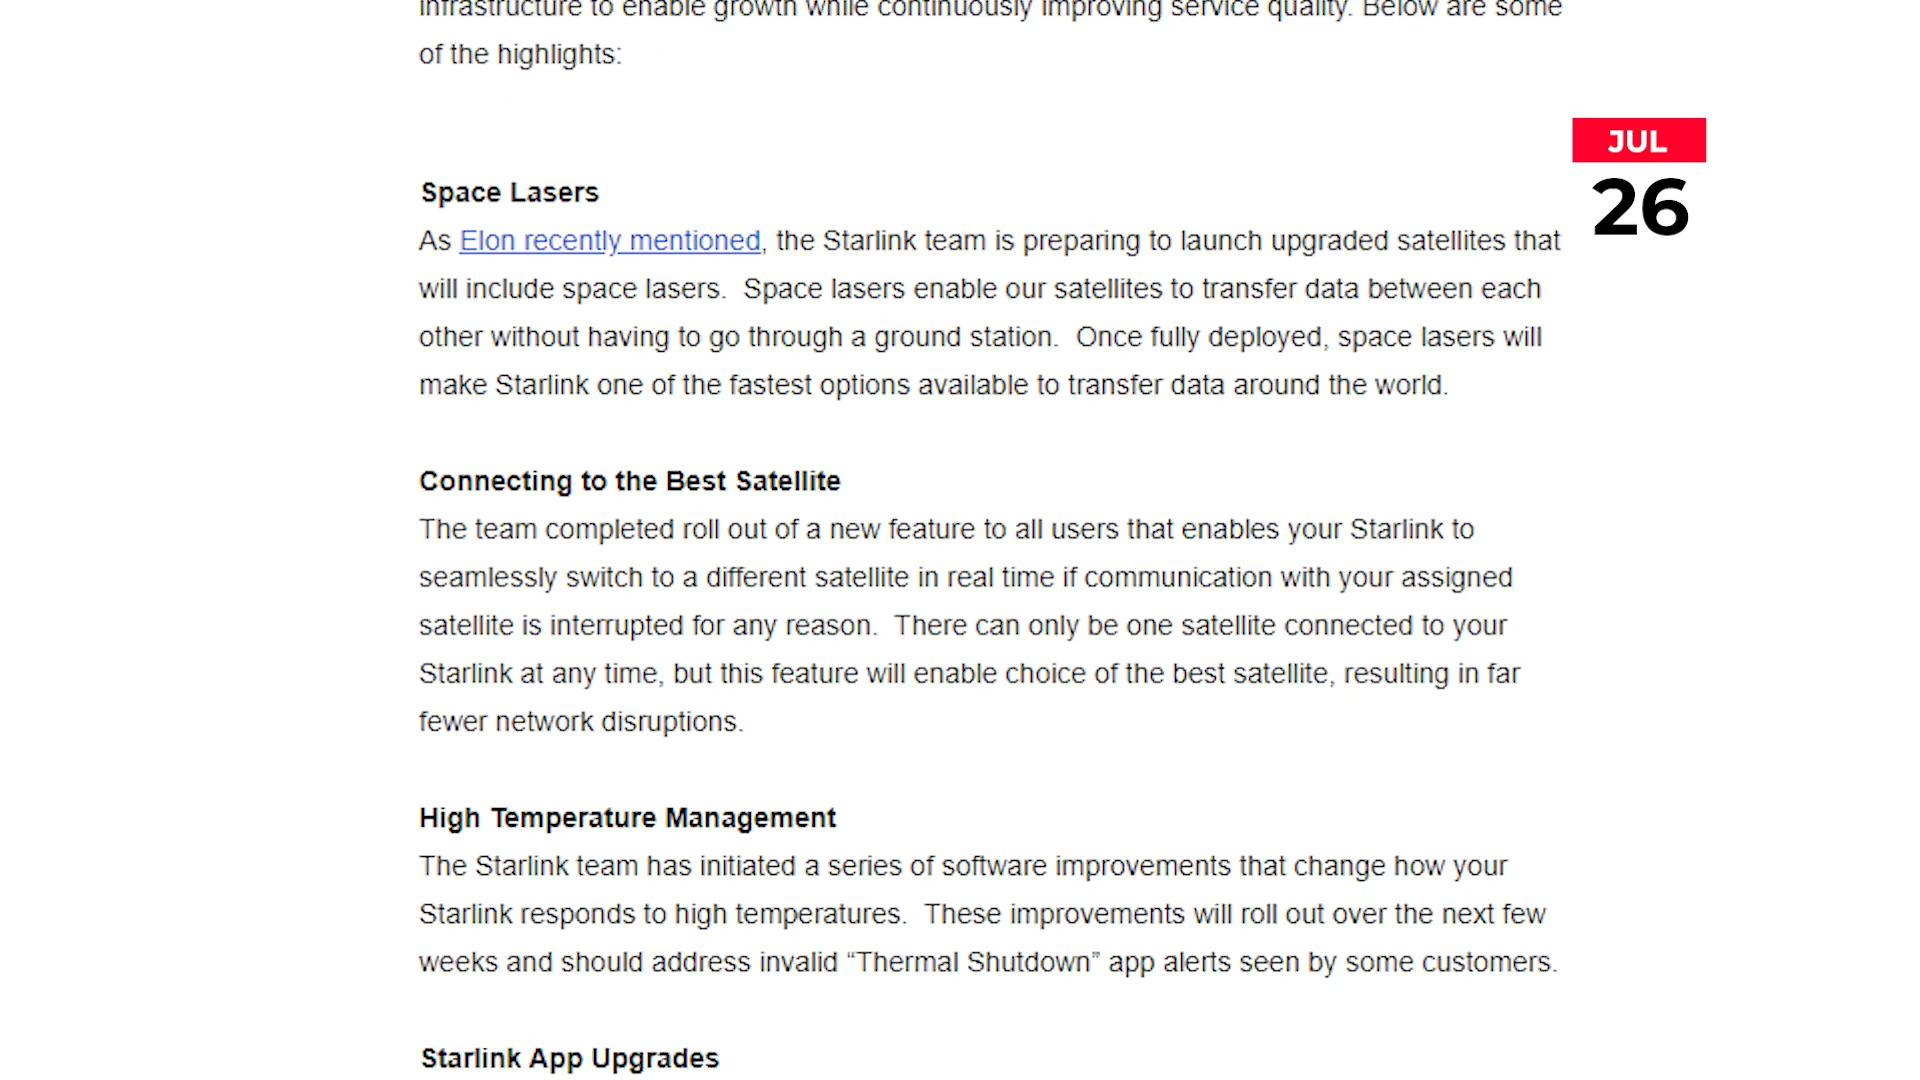 infrastructure to enable growth while continuously improving service quality. Below are some
of the highlights:
JUL
26
Space Lasers
As Elon recently mentioned, the Starlink team is preparing to launch upgraded satellites that
will include space lasers.  Space lasers enable our satellites to transfer data between each
other without having to go through a ground station.  Once fully deployed, space lasers will
make Starlink one of the fastest options available to transfer data around the world.
Connecting to the Best Satellite
The team completed roll out of a new feature to all users that enables your Starlink to
seamlessly switch to a different satellite in real time if communication with your assigned
satellite is interrupted for any reason.  There can only be one satellite connected to your
Starlink at any time, but this feature will enable choice of the best satellite, resulting in far
fewer network disruptions.
High Temperature Management
The Starlink team has initiated a series of software improvements that change how your
Starlink responds to high temperatures.  These improvements will roll out over the next few
weeks and should address invalid “Thermal Shutdown” app alerts seen by some customers.
Starlink App Upgrades